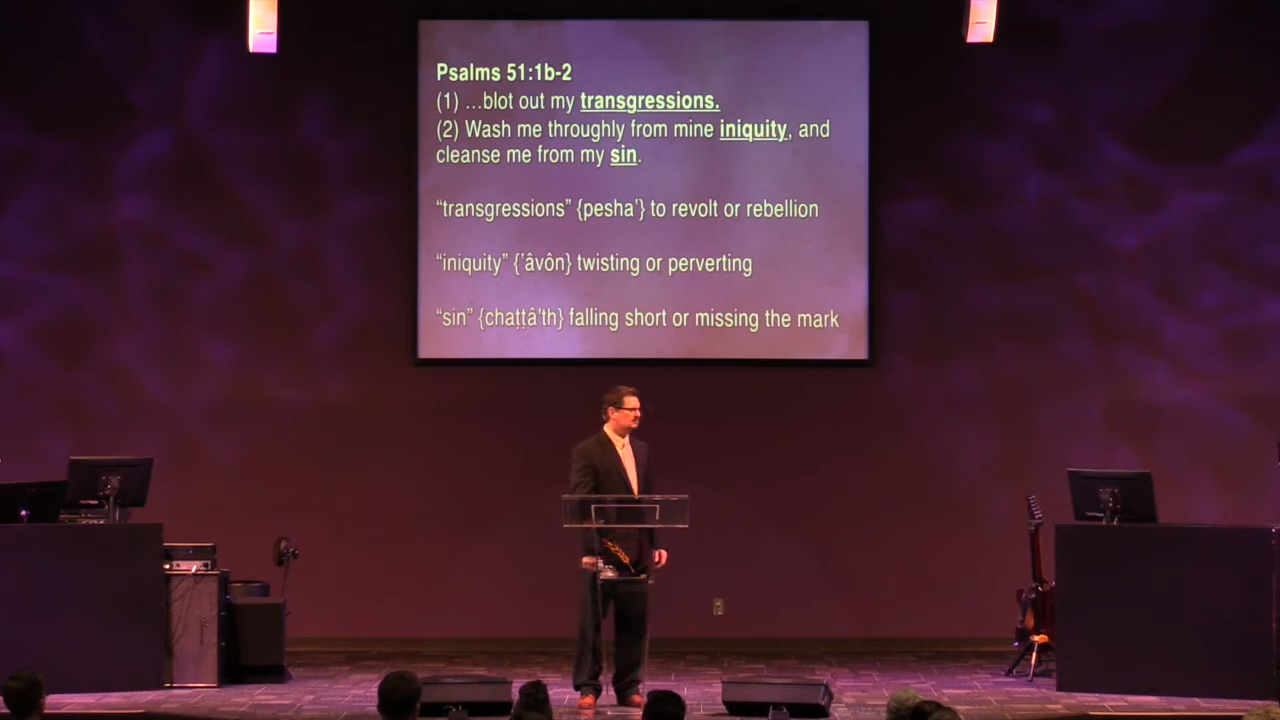 Psalms 51:1b-2
(1) ...blot out my transgressions.
(2) Wash me throughly from mine iniquity, and
cleanse me from my sin.
“transgressions” {pesha'} to revolt or rebellion
“iniquity” {'âvôn} twisting or perverting
“sin” {chaṭṭâ'th} falling short or missing the mark